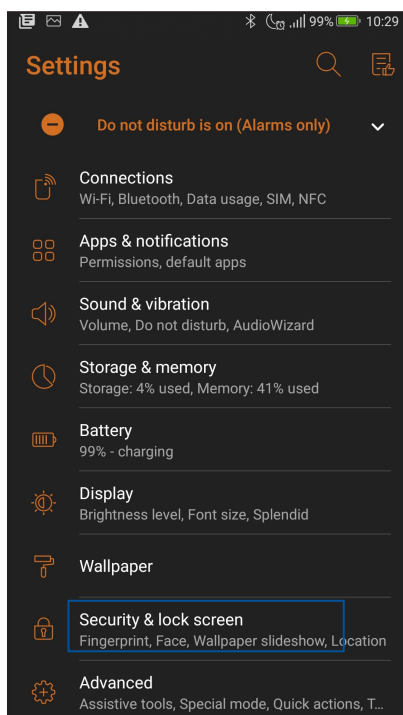 99% 10:29
Settings
Do not disturb is on (Alarms only)
Connections
Wi-Fi, Bluetooth, Data usage, SIM, NFC
Apps & notifications
Permissions, default apps
Sound & vibration
Volume, Do not disturb, AudioWizard
Storage & memory
Storage: 4% used, Memory: 41% used
Battery
99% - charging
Display
Brightness level, Font size, Splendid
Wallpaper
Security & lock screen
Fingerprint, Face, Wallpaper slideshow, Location
Advanced
Assistive tools, Special mode, Quick actions, T...